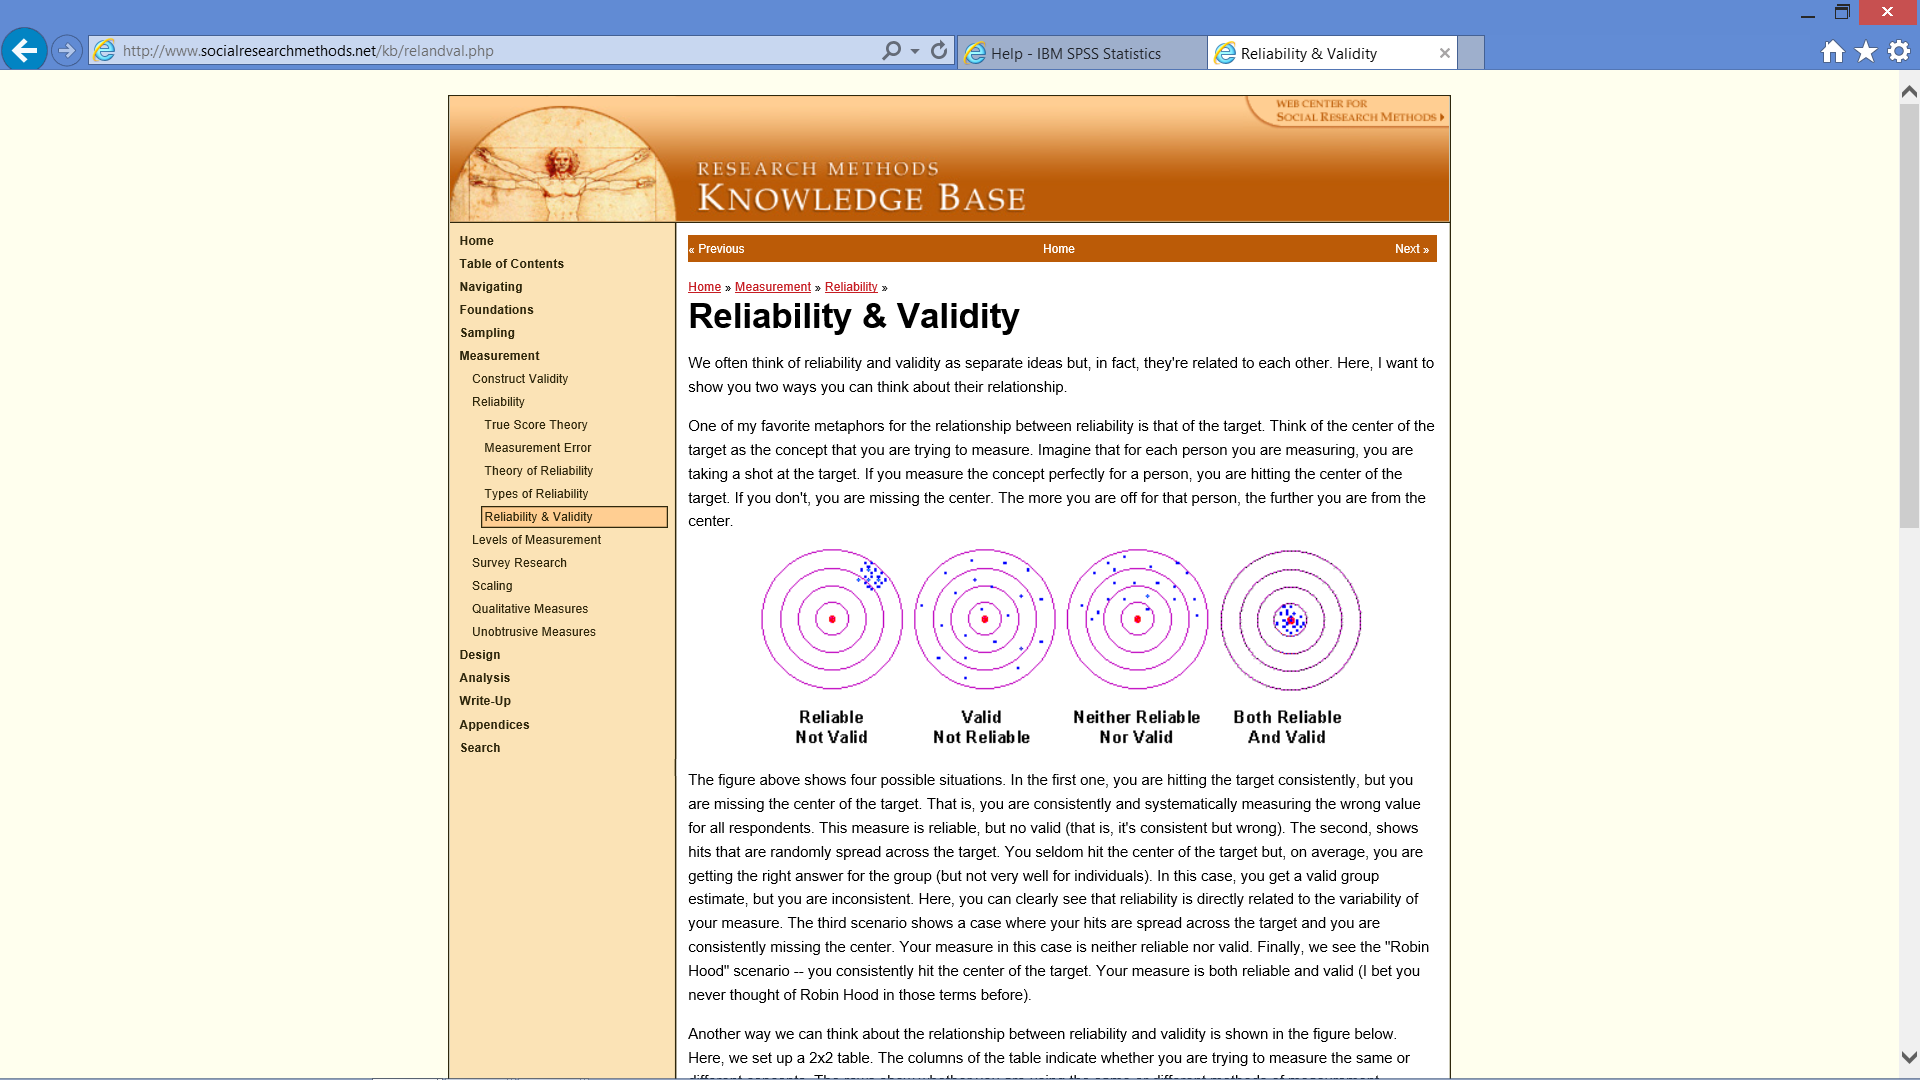 http://www.socialresearchmethods.net/kb/relandval.php
Help - IBM SPSS Statistics
Reliability & Validity
WEB CENTER FOR
SOCIAL RESEARCH METHODS
RESEARCH METHODS
KNOWLEDGE BASE
Home
Table of Contents
Navigating
Foundations
Sampling
Measurement
Construct Validity
Reliability
True Score Theory
Measurement Error
Theory of Reliability
Types of Reliability
Reliability & Validity
Levels of Measurement
Survey Research
Scaling
Qualitative Measures
Unobtrusive Measures
Design
Analysis
Write-Up
Appendices
Search
« Previous
Home
Next »
Home » Measurement » Reliability »
Reliability & Validity
We often think of reliability and validity as separate ideas but, in fact, they're related to each other. Here, I want to
show you two ways you can think about their relationship.
One of my favorite metaphors for the relationship between reliability is that of the target. Think of the center of the
target as the concept that you are trying to measure. Imagine that for each person you are measuring, you are
taking a shot at the target. If you measure the concept perfectly for a person, you are hitting the center of the
target. If you don't, you are missing the center. The more you are off for that person, the further you are from the
center.
Reliable
Not Valid
Valid
Not Reliable
Neither Reliable
Nor Valid
Both Reliable
And Valid
The figure above shows four possible situations. In the first one, you are hitting the target consistently, but you
are missing the center of the target. That is, you are consistently and systematically measuring the wrong value
for all respondents. This measure is reliable, but no valid (that is, it's consistent but wrong). The second, shows
hits that are randomly spread across the target. You seldom hit the center of the target but, on average, you are
getting the right answer for the group (but not very well for individuals). In this case, you get a valid group
estimate, but you are inconsistent. Here, you can clearly see that reliability is directly related to the variability of
your measure. The third scenario shows a case where your hits are spread across the target and you are
consistently missing the center. Your measure in this case is neither reliable nor valid. Finally, we see the "Robin
Hood" scenario -- you consistently hit the center of the target. Your measure is both reliable and valid (I bet you
never thought of Robin Hood in those terms before).
Another way we can think about the relationship between reliability and validity is shown in the figure below.
Here, we set up a 2x2 table. The columns of the table indicate whether you are trying to measure the same or